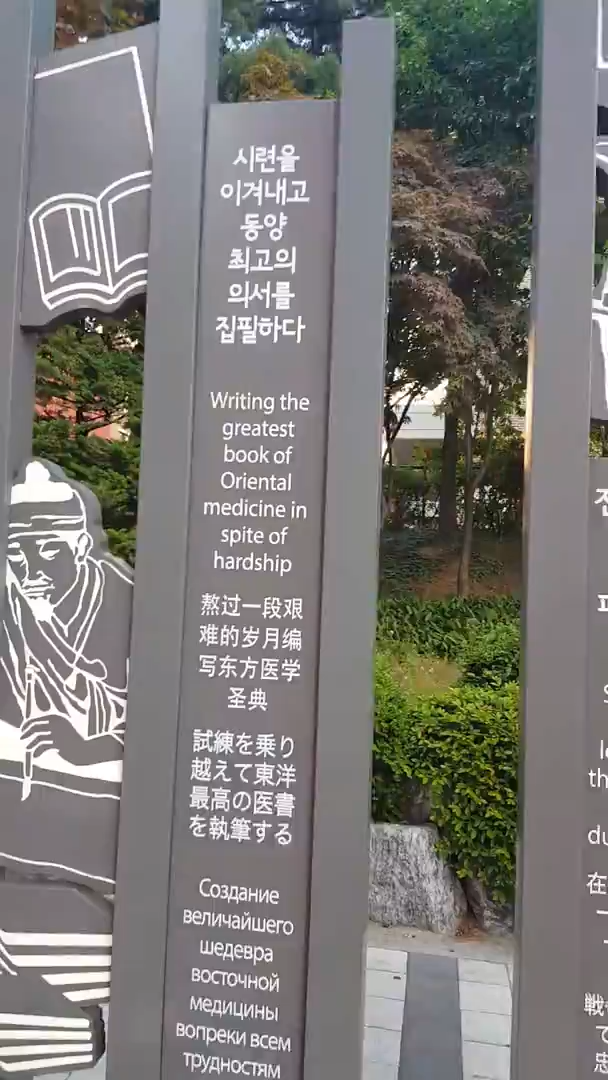 시련을
이겨내고
동양
최고의
의서를
집필하다
Writing the
greatest
book of
Oriental
medicine in
spite of
hardship
熬过一段艰
难的岁月编
写东方医学
圣典
試練を乗り
越えて東洋
最高の医書
を執筆する
Создание
величайшего
шедевра
восточной
медицины
вопреки всем
трудностям
th
du
在